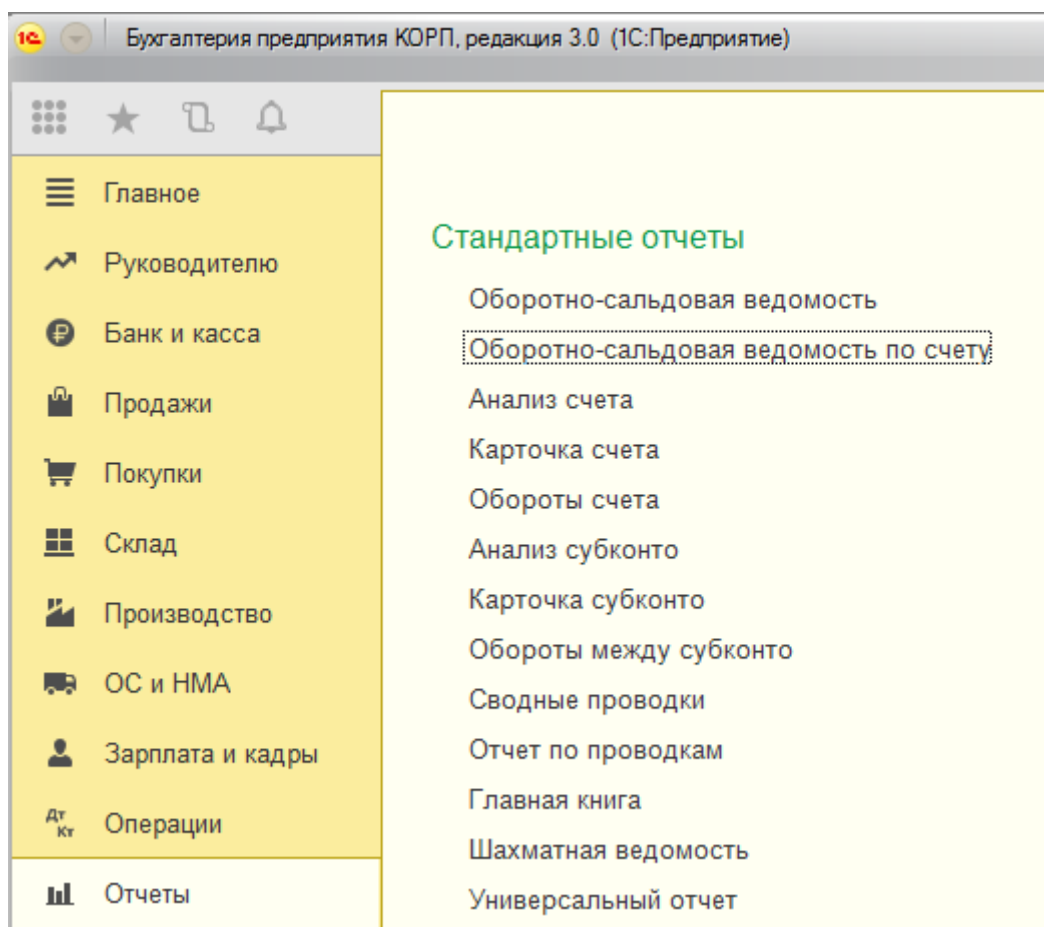 1С Бухгалтерия предприятия КОРП, редакция 3.0 (1С:Предприятие)
Главное
Руководителю
Банк и касса
Продажи
Покупки
Склад
Производство
ОС и НМА
Зарплата и кадры
Дт Кт Операции
Отчеты
Стандартные отчеты
Оборотно-сальдовая ведомость
Оборотно-сальдовая ведомость по счету
Анализ счета
Карточка счета
Обороты счета
Анализ субконто
Карточка субконто
Обороты между субконто
Сводные проводки
Отчет по проводкам
Главная книга
Шахматная ведомость
Универсальный отчет